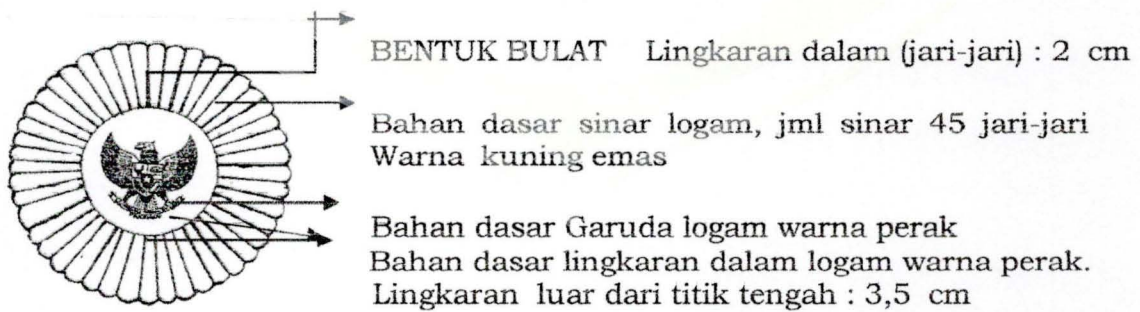 BENTUK BULAT Lingkaran dalam (jari-jari) : 2 cm
Bahan dasar sinar logam, jml sinar 45 jari-jari
Warna kuning emas
Bahan dasar Garuda logam warna perak
Bahan dasar lingkaran dalam logam warna perak.
Lingkaran luar dari titik tengah : 3,5 cm